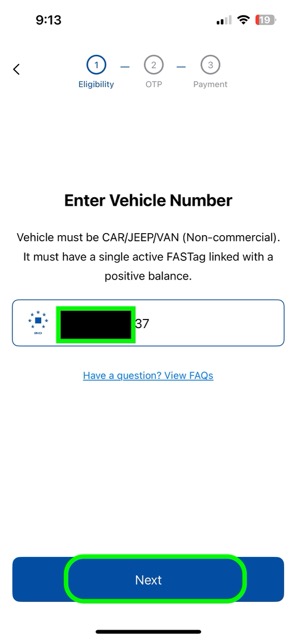 9:13
19
1
2
3
Eligibility
OTP
Payment
Enter Vehicle Number
Vehicle must be CAR/JEEP/VAN (Non-commercial).
It must have a single active FASTag linked with a
positive balance.
37
Have a question? View FAQs
Next